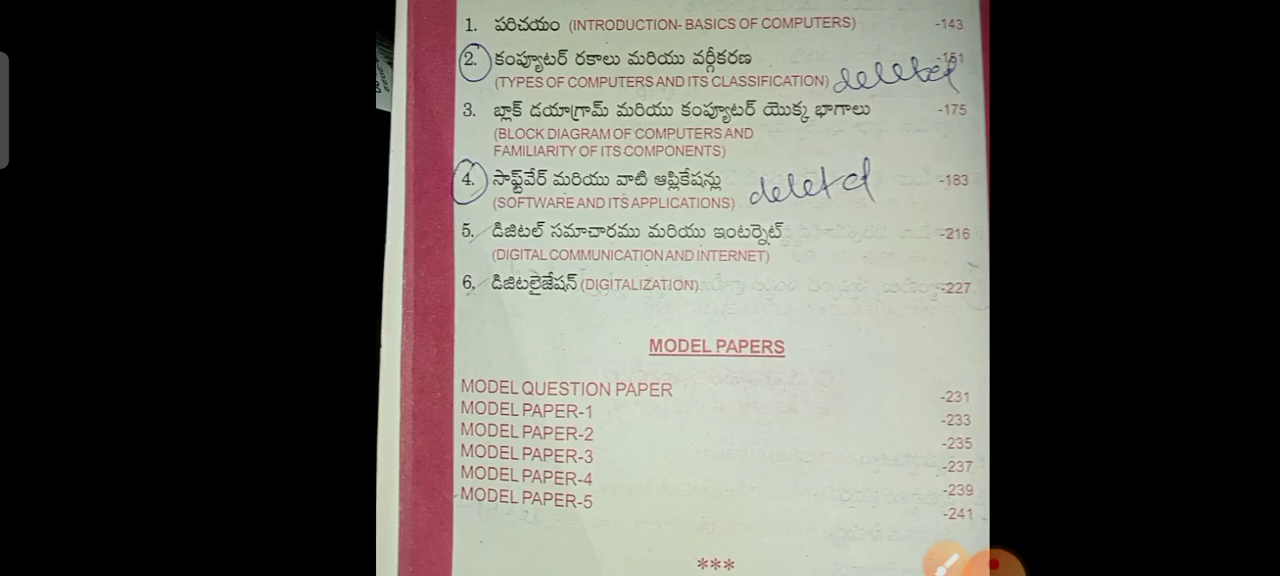 1. పరిచయం (INTRODUCTION- BASICS OF COMPUTERS) -143
2. కంప్యూటర్ రకాలు మరియు వర్గీకరణ -151
(TYPES OF COMPUTERS AND ITS CLASSIFICATION) deleted
3. బ్లాక్ డయాగ్రామ్ మరియు కంప్యూటర్ యొక్క భాగాలు -175
(BLOCK DIAGRAM OF COMPUTERS AND
FAMILIARITY OF ITS COMPONENTS)
4. సాఫ్ట్‌వేర్ మరియు వాటి ఆప్లికేషన్లు deleted -183
(SOFTWARE AND ITS APPLICATIONS)
5. డిజిటల్ సమాచారము మరియు ఇంటర్నెట్ -216
(DIGITAL COMMUNICATION AND INTERNET)
6. డిజిటలైజేషన్ (DIGITALIZATION) -227
MODEL PAPERS
MODEL QUESTION PAPER -231
MODEL PAPER-1 -233
MODEL PAPER-2 -235
MODEL PAPER-3 -237
MODEL PAPER-4 -239
MODEL PAPER-5 -241
***